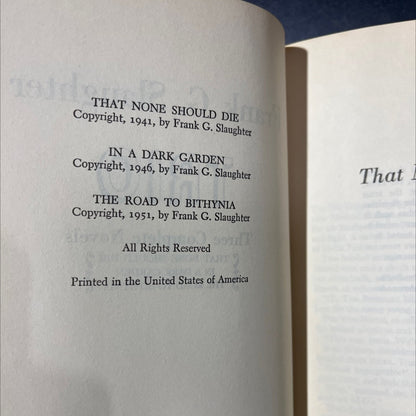 THAT NONE SHOULD DIE
Copyright, 1941, by Frank G. Slaughter
IN A DARK GARDEN
Copyright, 1946, by Frank G. Slaughter
THE ROAD TO BITHYNIA
Copyright, 1951, by Frank G. Slaughter
All Rights Reserved
Printed in the United States of America
That